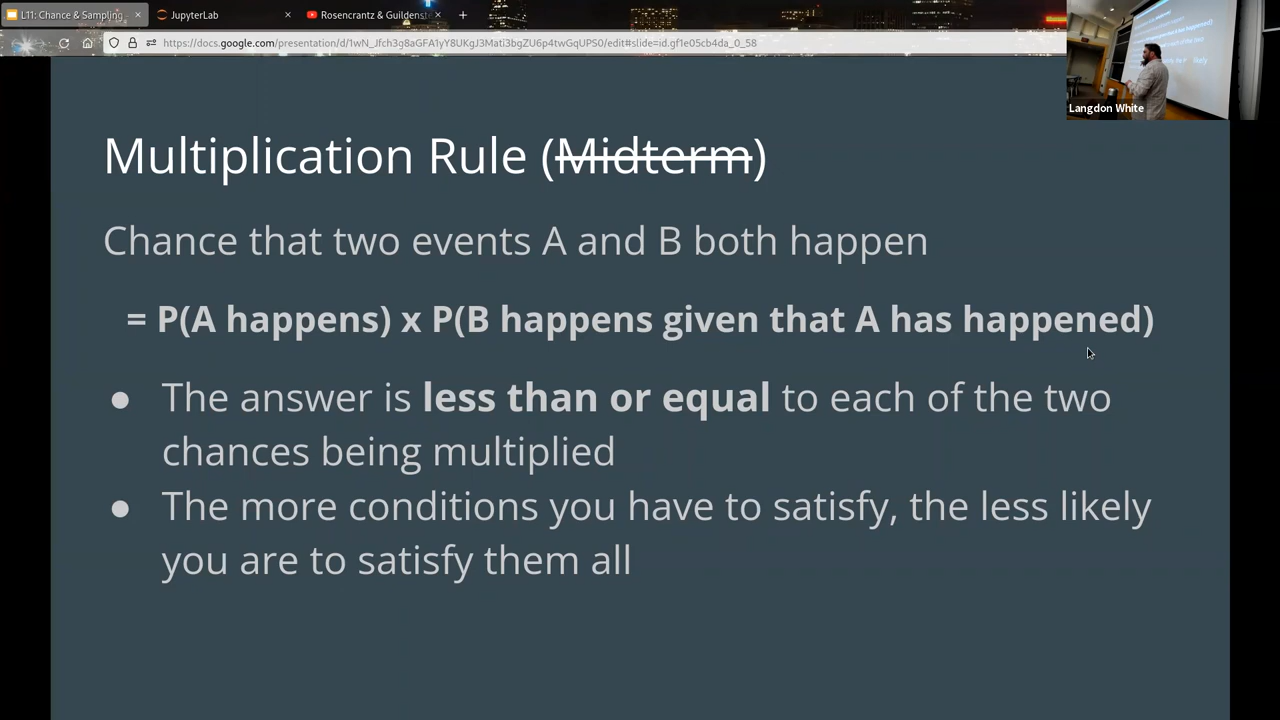 L11: Chance & Sampling
JupyterLab
Rosencrantz & Guildenste
https://docs.google.com/presentation/d/1wN_Jfch3g8aGFA1yY8UKgJ3Mati3bgZU6p4twGqUPS0/edit#slide=id.gf1e05cb4da_0_58
Langdon White
Multiplication Rule (Midterm)
Chance that two events A and B both happen
= P(A happens) x P(B happens given that A has happened)
● The answer is less than or equal to each of the two
chances being multiplied
● The more conditions you have to satisfy, the less likely
you are to satisfy them all